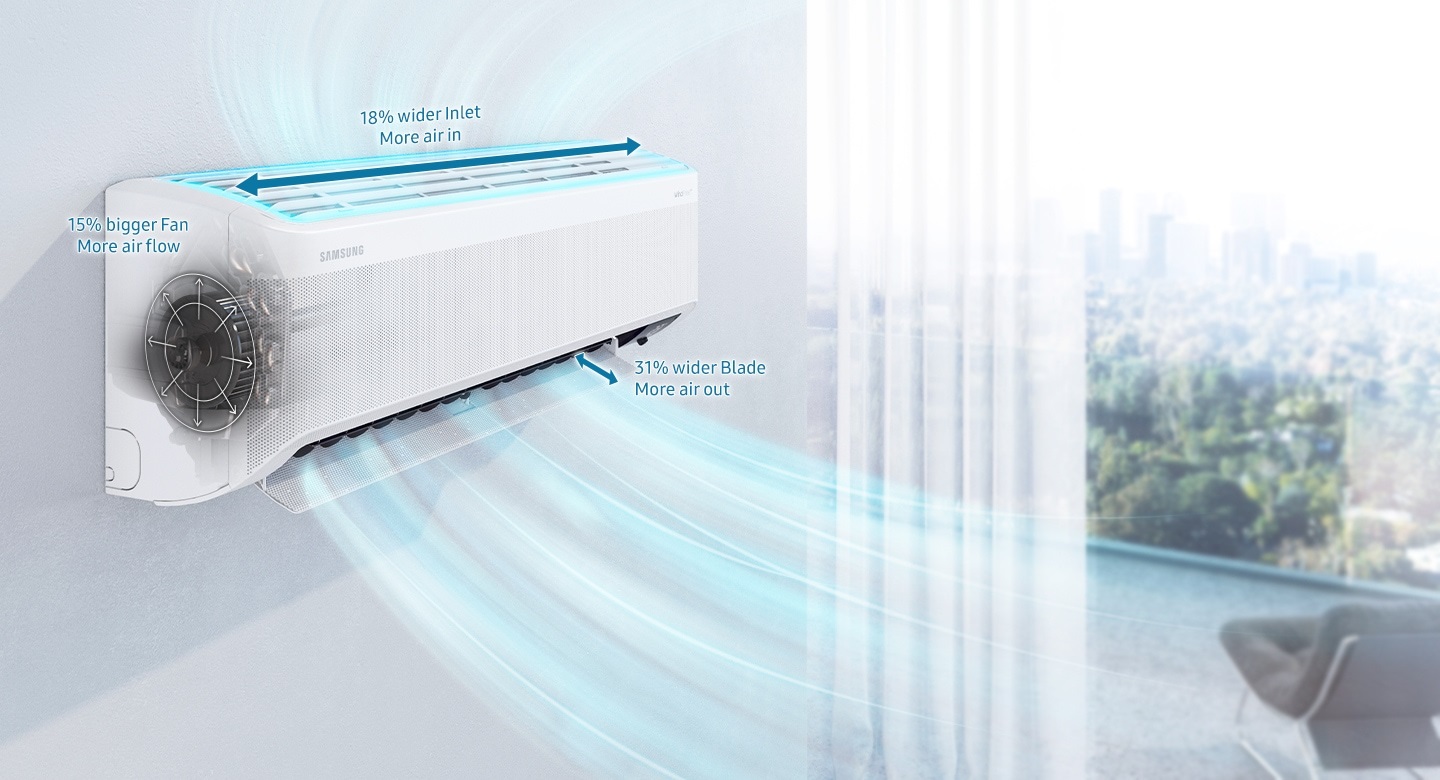 18% wider Inlet
More air in
15% bigger Fan
More air flow
SAMSUNG
31% wider Blade
More air out